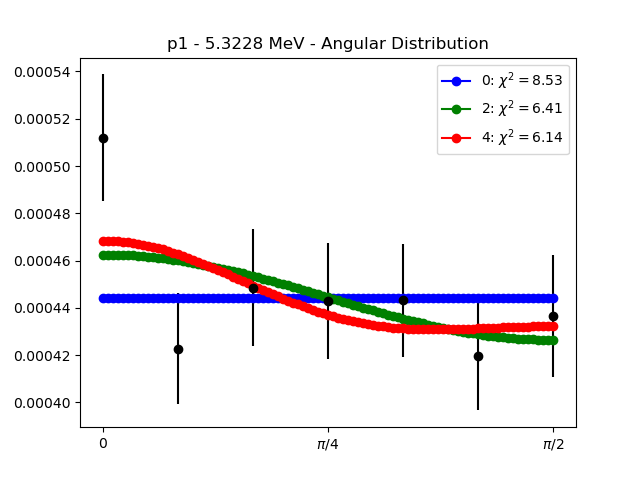 p1 - 5.3228 MeV - Angular Distribution
0.00054
0.00052
0.00050
0.00048
0.00046
0.00044
0.00042
0.00040
0: χ² = 8.53
2: χ² = 6.41
4: χ² = 6.14
0
π/4
π/2